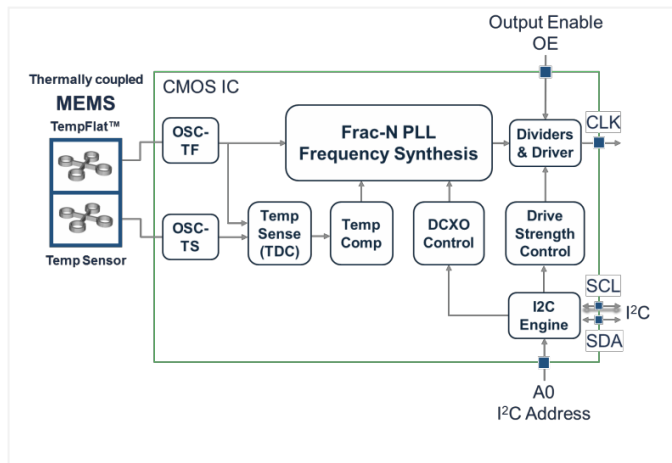 Output Enable
OE
Thermally coupled
MEMS
TempFlat™
CMOS IC
OSC-
TF
Frac-N PLL
Frequency Synthesis
Dividers
& Driver
CLK
OSC-
TS
Temp
Sense
(TDC)
Temp
Comp
DCXO
Control
Drive
Strength
Control
Temp Sensor
I2C
Engine
SCL
I²C
SDA
A0
I²C Address